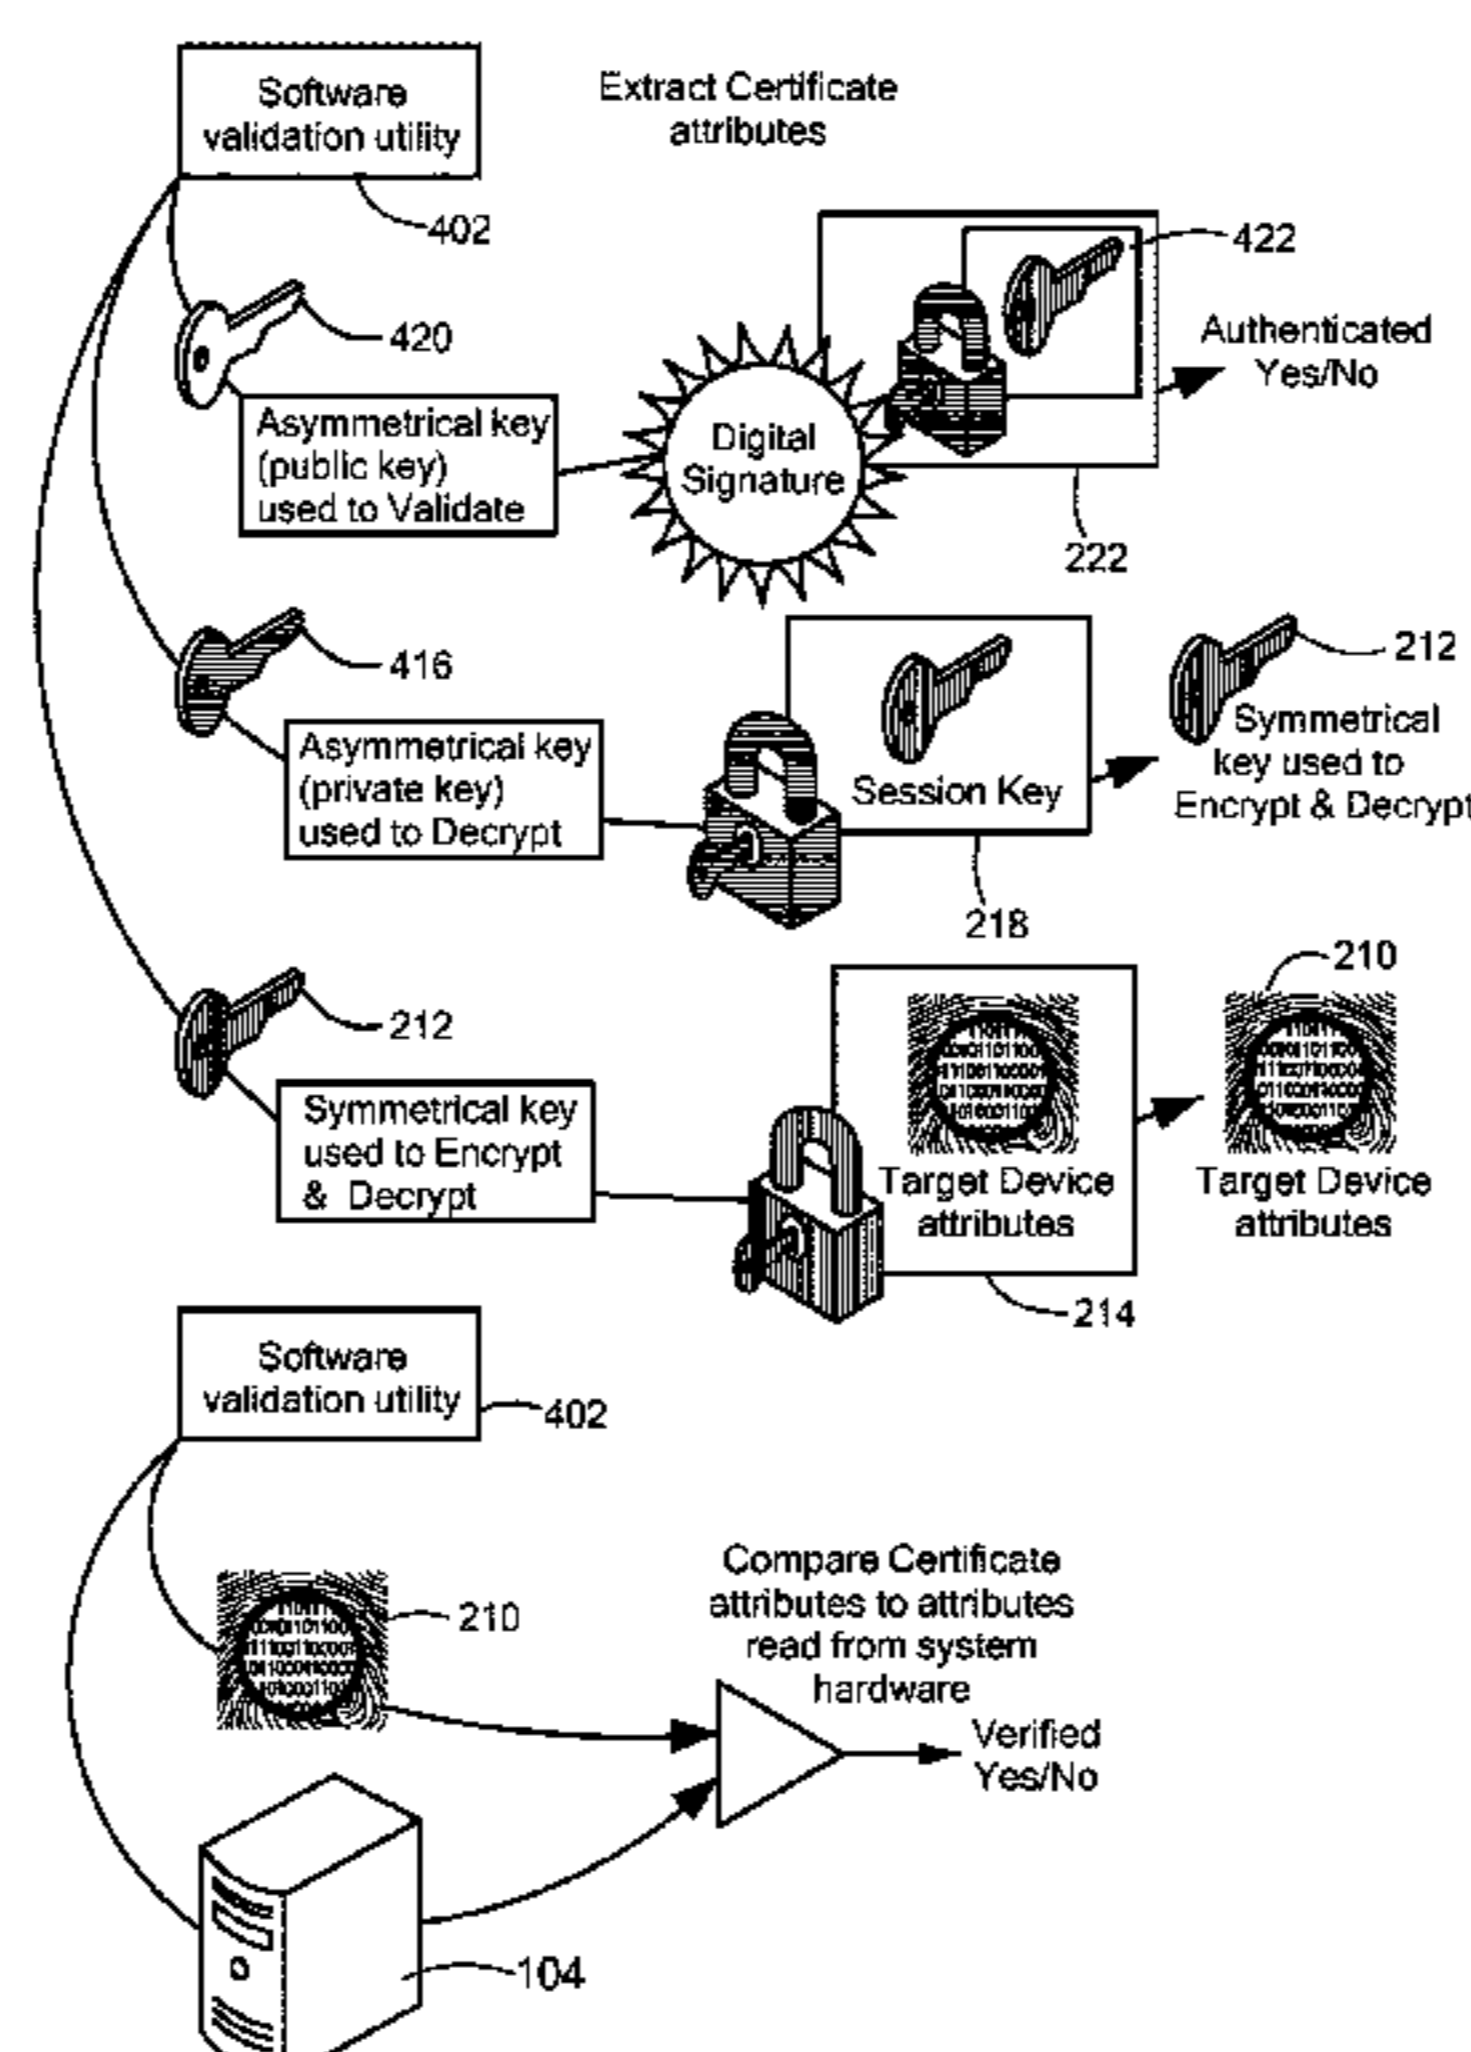 Software
validation utility
402
Extract Certificate
attributes
422
420
Authenticated
Yes/No
Asymmetrical key
(public key)
used to Validate
Digital
Signature
222
416
212
Asymmetrical key
(private key)
used to Decrypt
Session Key
Symmetrical
key used to
Encrypt & Decrypt
218
210
212
Symmetrical key
used to Encrypt
& Decrypt
Target Device
attributes
Target Device
attributes
214
Software
validation utility
402
210
Compare Certificate
attributes to attributes
read from system
hardware
Verified
Yes/No
104